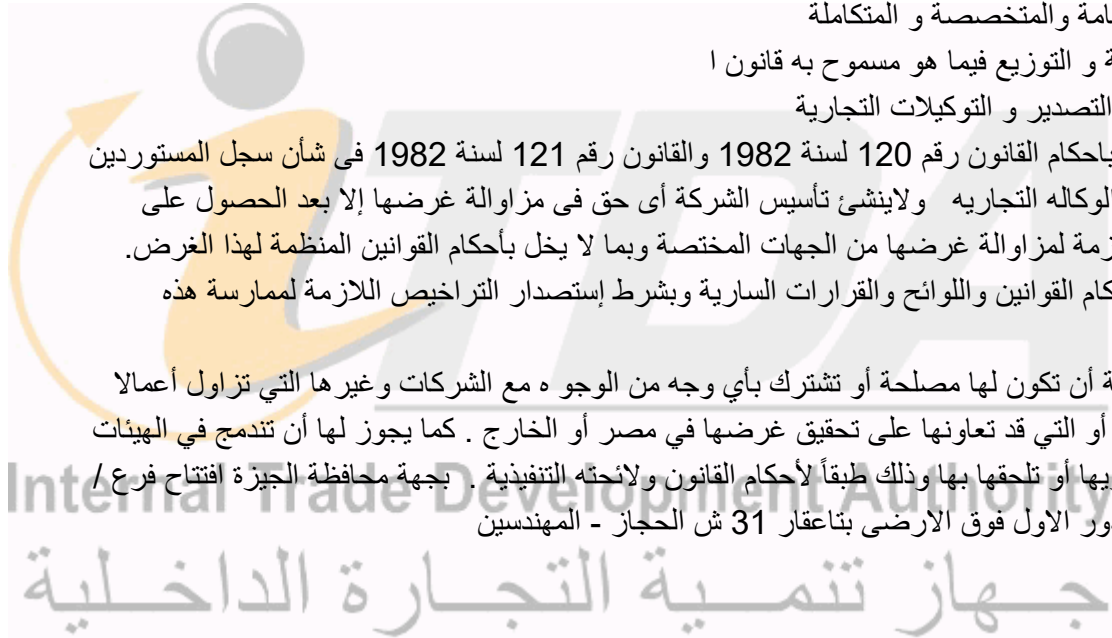 امة والمتخصصة و المتكاملة
ة و التوزيع فيما هو مسموح به قانون ا
التصدير و التوكيلات التجارية
باحكام القانون رقم 120 لسنة 1982 والقانون رقم 121 لسنة 1982 فى شأن سجل المستوردين
الوكاله التجاريه ولاينشئ تأسيس الشركة أى حق فى مزاوالة غرضها إلا بعد الحصول على
زمة لمزاوالة غرضها من الجهات المختصة وبما لا يخل بأحكام القوانين المنظمة لهذا الغرض.
كام القوانين واللوائح والقرارات السارية وبشرط إستصدار التراخيص اللازمة لممارسة هذه
ة أن تكون لها مصلحة أو تشترك بأي وجه من الوجو ه مع الشركات وغيرها التي تزاول أعمالا
أو التي قد تعاونها على تحقيق غرضها في مصر أو الخارج . كما يجوز لها أن تندمج في الهيئات
ريها أو تلحقها بها وذلك طبقاً لأحكام القانون ولائحته التنفيذية . بجهة محافظة الجيزة افتتاح فرع /
ور الاول فوق الارضى بتاعقار 31 ش الحجاز - المهندسين
iTDA
Internal Trade Development Authority
جهاز تنمية التجارة الداخلية